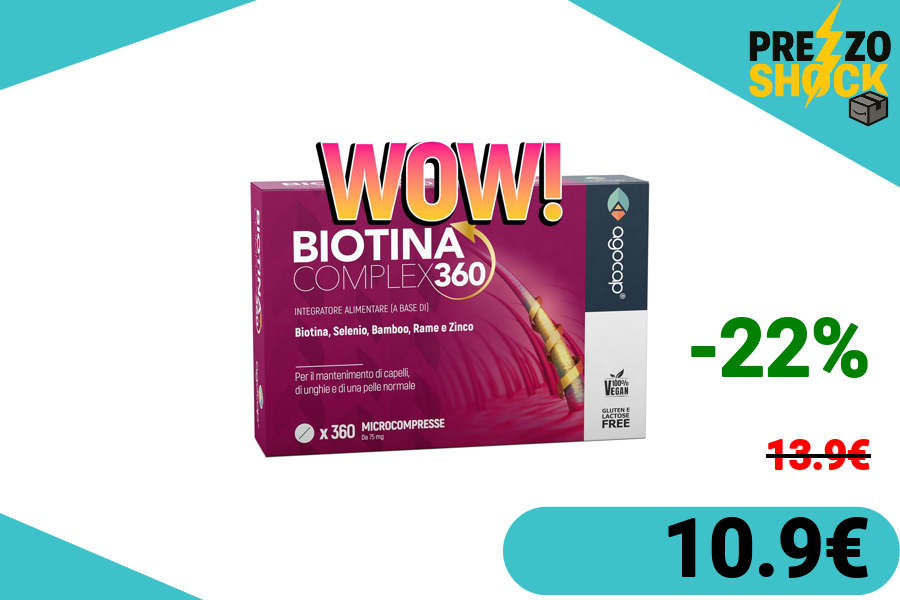 PREZZO
SHOCK
WOW!
BIOTINA
COMPLEX360
INTEGRATORE ALIMENTARE (A BASE DI)
Biotina, Selenio, Bamboo, Rame e Zinco
Per il mantenimento di capelli,
di unghie e di una pelle normale
x 360 MICROCOMPRESSE
Da 75 mg
agocap®
100%
VEGAN
GLUTEN E
LACTOSE
FREE
BIOTINA
360
-22%
13.9€
10.9€